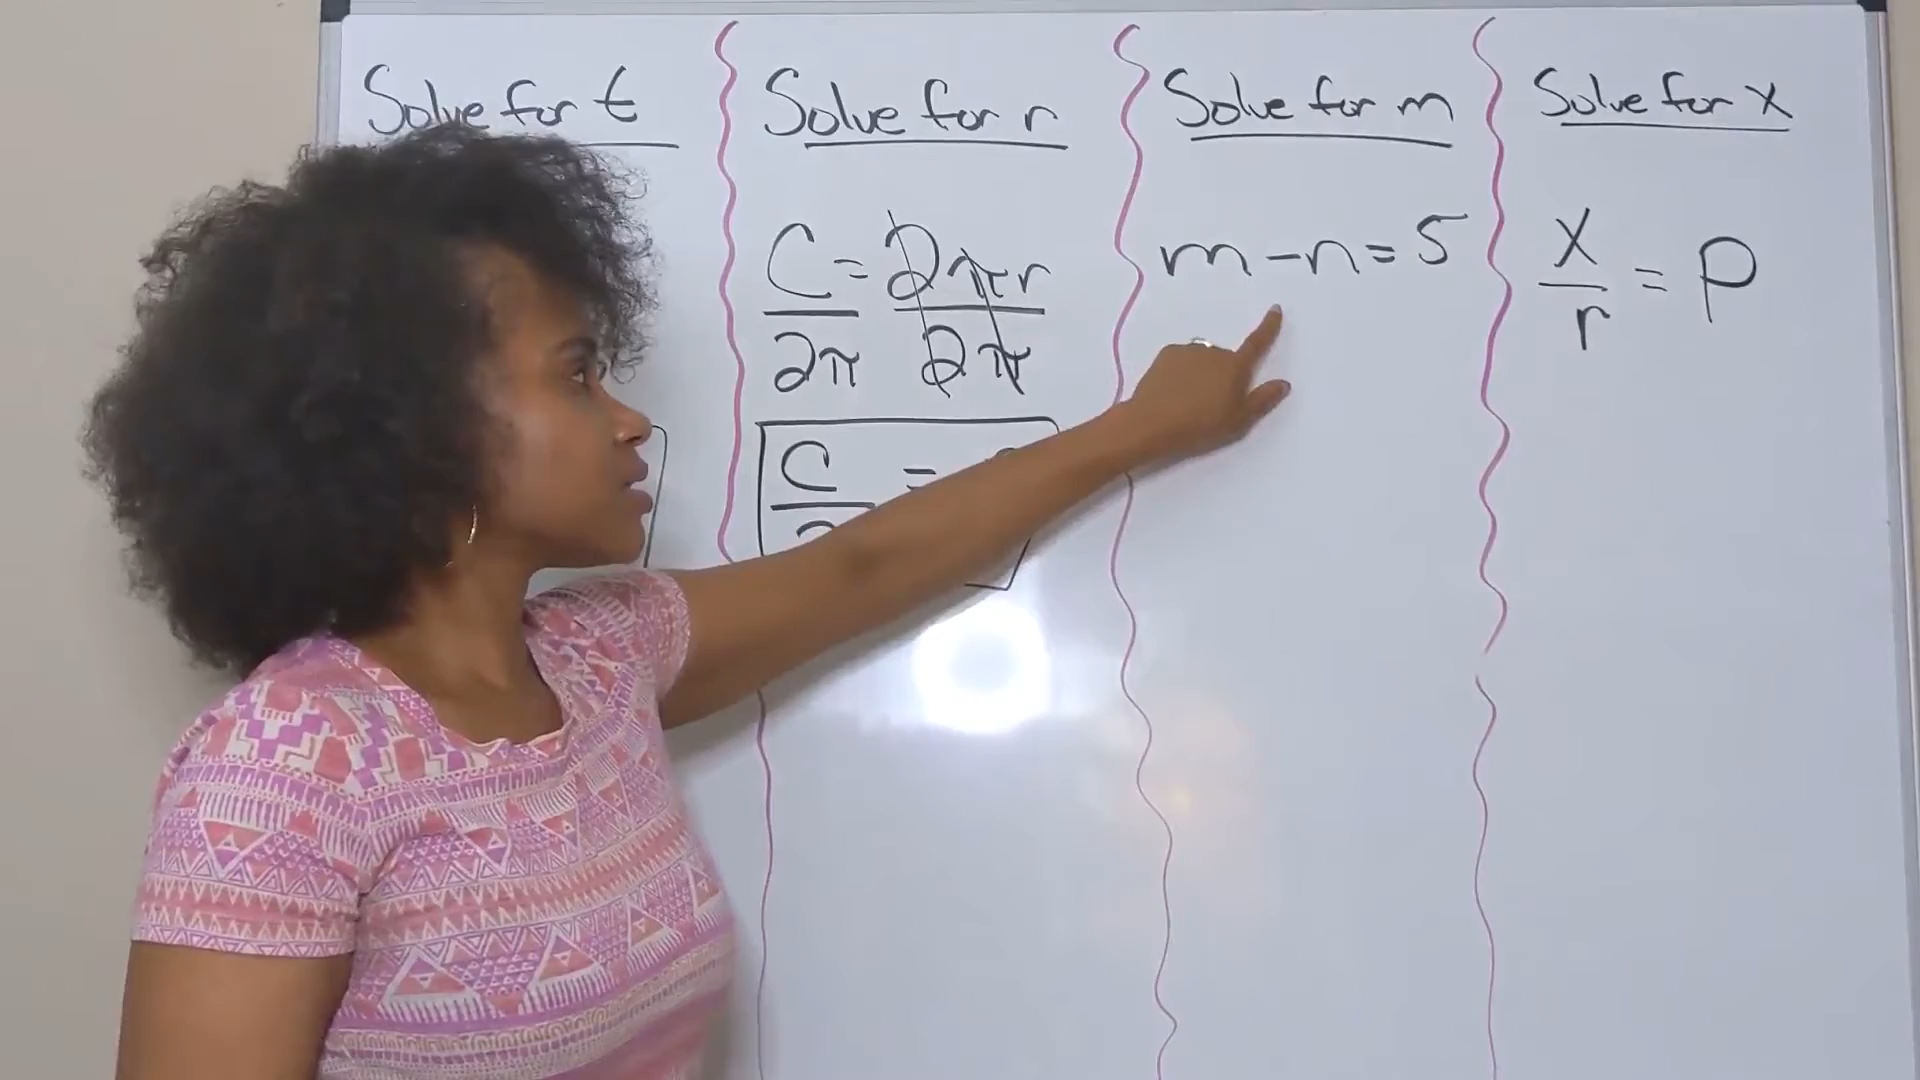 Solve for t
Solve for r
C = 2πr
2π 2π
C =
Solve for m
m - n = 5
Solve for x
x
r = p